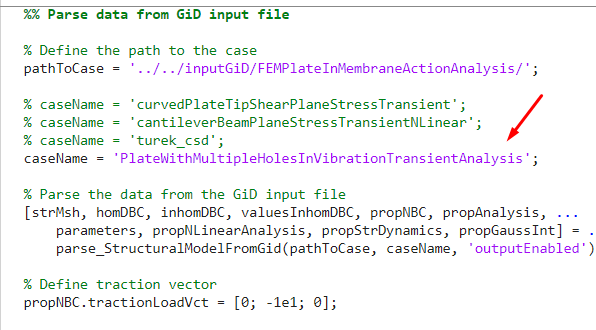 %% Parse data from GiD input file
% Define the path to the case
pathToCase = '../../inputGiD/FEMPlateInMembraneActionAnalysis/';
% caseName = 'curvedPlateTipShearPlaneStressTransient';
% caseName = 'cantileverBeamPlaneStressTransientNLinear';
% caseName = 'turek_csd';
caseName = 'PlateWithMultipleHolesInVibrationTransientAnalysis';
% Parse the data from the GiD input file
[strMsh, homDBC, inhomDBC, valuesInhomDBC, propNBC, propAnalysis, ...
parameters, propNLinearAnalysis, propStrDynamics, propGaussInt] = .
parse_StructuralModelFromGid(pathToCase, caseName, 'outputEnabled')
% Define traction vector
propNBC.tractionLoadVct = [0; -1e1; 0];